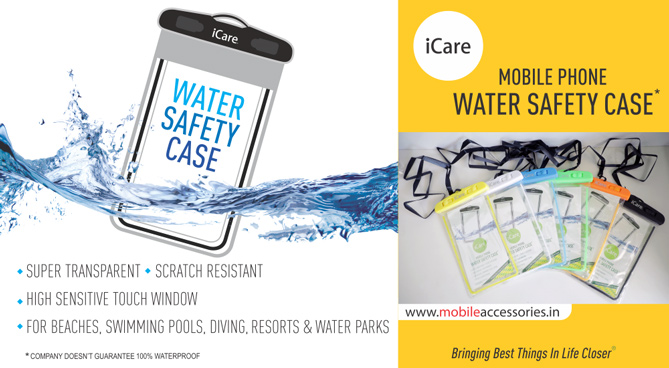 iCare
WATER
SAFETY
CASE
◆ SUPER TRANSPARENT ◆ SCRATCH RESISTANT
◆ HIGH SENSITIVE TOUCH WINDOW
◆ FOR BEACHES, SWIMMING POOLS, DIVING, RESORTS & WATER PARKS
* COMPANY DOESN'T GUARANTEE 100% WATERPROOF
iCare
MOBILE PHONE
WATER SAFETY CASE*
iCare
www.mobileaccessories.in
Bringing Best Things In Life Closer®